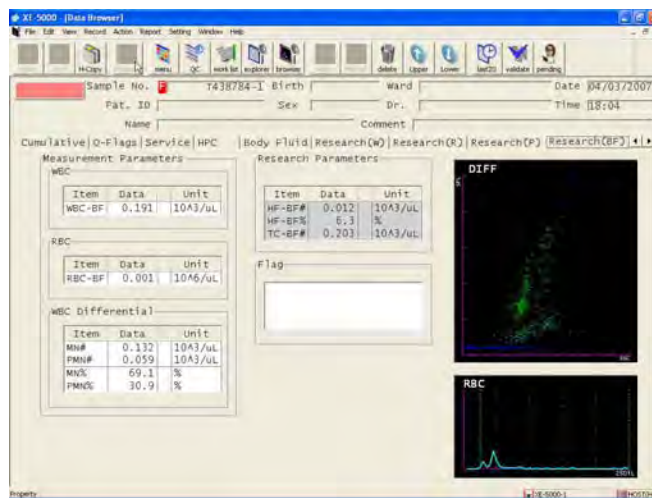 XE-5000 - [Data Browser]
File Edit View Record Action Report Setting Window Help
H-Copy menu QC work list explorer browser delete Upper Lower last20 validate pending
Sample No. F T438784-1 Birth Ward Date 04/03/2007
Pat. ID Sex Dr. Time 18:04
Name Comment
Cumulative Q-Flags Service HPC Body Fluid Research(W) Research(R) Research(P) Research(BF)
Measurement Parameters
WBC
Item Data Unit
WBC-BF 0.191 10^3/uL
RBC
Item Data Unit
RBC-BF 0.001 10^6/uL
WBC Differential
Item Data Unit
MN# 0.132 10^3/uL
PMN# 0.059 10^3/uL
MN% 69.1 %
PMN% 30.9 %
Research Parameters
Item Data Unit
HF-BF# 0.012 10^3/uL
HF-BF% 6.3 %
TC-BF# 0.203 10^3/uL
Flag
DIFF
RBC
250fL
Property XE-5000-1